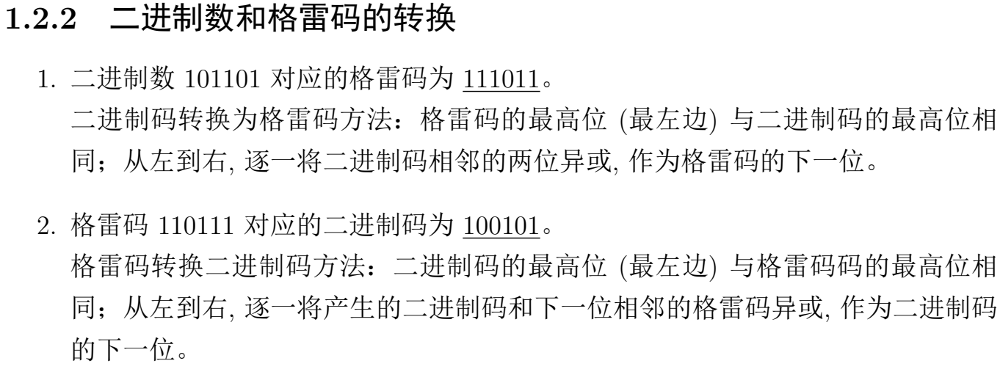 1.2.2 二进制数和格雷码的转换
1. 二进制数 101101 对应的格雷码为 111011。
二进制码转换为格雷码方法：格雷码的最高位 (最左边) 与二进制码的最高位相
同；从左到右, 逐一将二进制码相邻的两位异或, 作为格雷码的下一位。
2. 格雷码 110111 对应的二进制码为 100101。
格雷码转换二进制码方法：二进制码的最高位 (最左边) 与格雷码码的最高位相
同；从左到右, 逐一将产生的二进制码和下一位相邻的格雷码异或, 作为二进制码
的下一位。